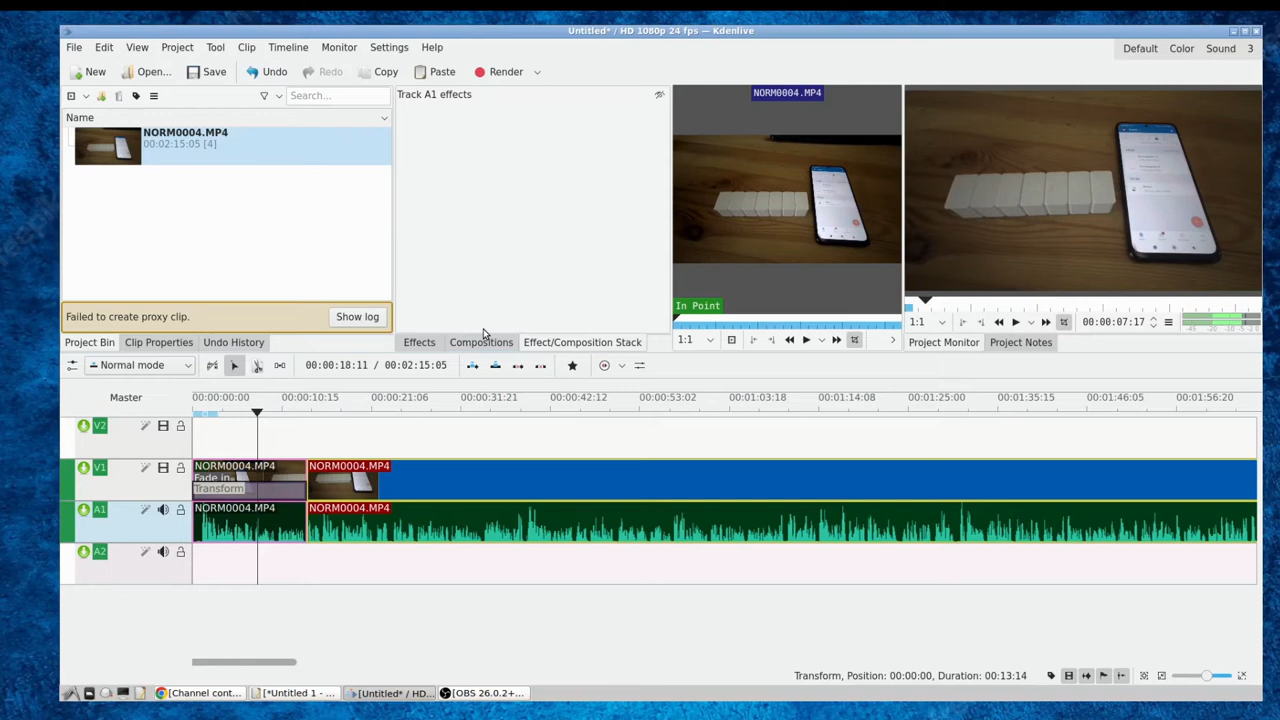 Untitled* / HD 1080p 24 fps — Kdenlive
File Edit View Project Tool Clip Timeline Monitor Settings Help
Default Color Sound 3
New Open... Save Undo Redo Copy Paste Render
Search...
Track A1 effects
NORM0004.MP4
Name
NORM0004.MP4
00:02:15:05 [4]
In Point
Failed to create proxy clip. Show log
1:1 00:00:07:17
1:1
Project Bin Clip Properties Undo History Effects Compositions Effect/Composition Stack Project Monitor Project Notes
Normal mode 00:00:18:11 / 00:02:15:05
Master 00:00:00:00 00:00:10:15 00:00:21:06 00:00:31:21 00:00:42:12 00:00:53:02 00:01:03:18 00:01:14:08 00:01:25:00 00:01:35:15 00:01:46:05 00:01:56:20
V2
V1 NORM0004.MP4 NORM0004.MP4
Fade in
Transform
A1 NORM0004.MP4 NORM0004.MP4
A2
Transform, Position: 00:00:00, Duration: 00:13:14
[Channel cont... [*Untitled 1 - ... [Untitled* / HD... [OBS 26.0.2+...